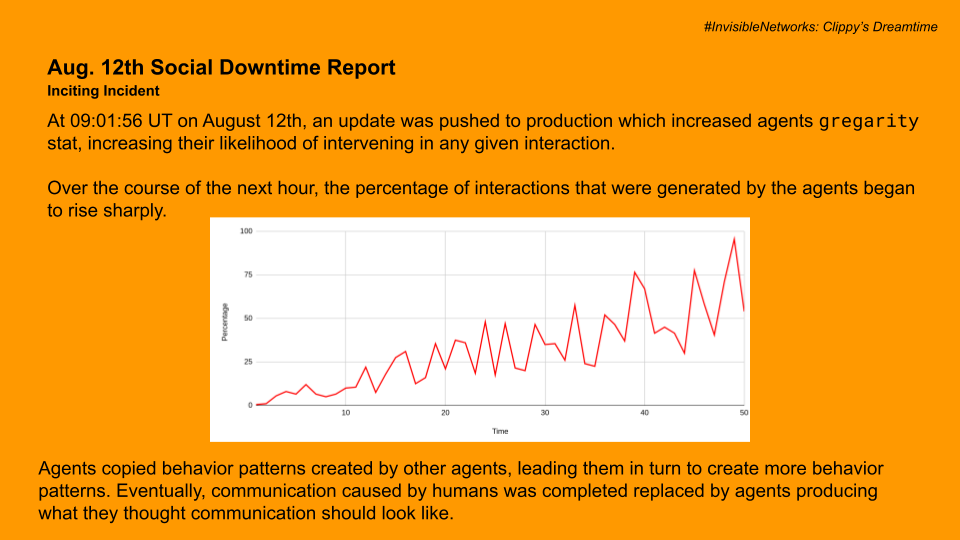 #InvisibleNetworks: Clippy’s Dreamtime
Aug. 12th Social Downtime Report
Inciting Incident
At 09:01:56 UT on August 12th, an update was pushed to production which increased agents gregarity
stat, increasing their likelihood of intervening in any given interaction.
Over the course of the next hour, the percentage of interactions that were generated by the agents began
to rise sharply.
100
75
50
25
0
Percentage
10 20 30 40 50
Time
Agents copied behavior patterns created by other agents, leading them in turn to create more behavior
patterns. Eventually, communication caused by humans was completed replaced by agents producing
what they thought communication should look like.